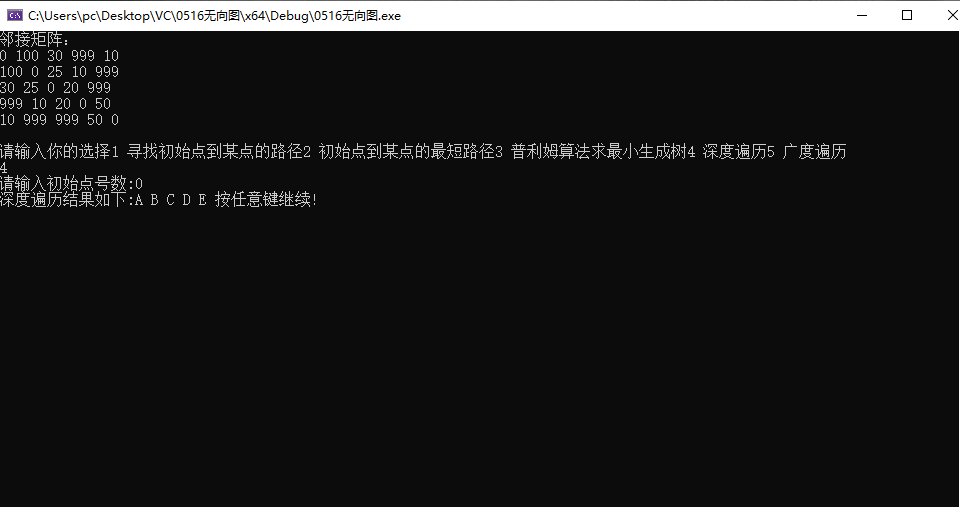 C:\Users\pc\Desktop\VC\0516无向图\x64\Debug\0516无向图.exe
邻接矩阵:
0 100 30 999 10
100 0 25 10 999
30 25 0 20 999
999 10 20 0 50
10 999 999 50 0
请输入你的选择1 寻找初始点到某点的路径2 初始点到某点的最短路径3 普利姆算法求最小生成树4 深度遍历5 广度遍历
4
请输入初始点号数:0
深度遍历结果如下:A B C D E 按任意键继续!